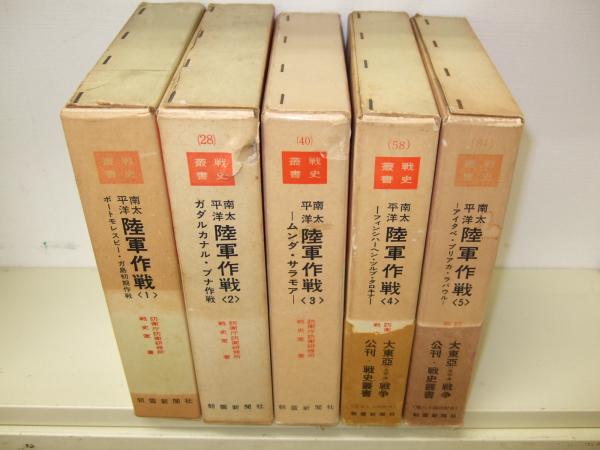 戦史
叢書
南太
平洋
陸軍作戦
〈1〉
ポートモレスビー・ガ島初期作戦
防衛庁防衛研修所
戦史室 著
朝雲新聞社
(28)
戦史
叢書
南太
平洋
陸軍作戦
〈2〉
ガダルカナル・ブナ作戦
防衛庁防衛研修所
戦史室 著
朝雲新聞社
(40)
戦史
叢書
南太
平洋
陸軍作戦
〈3〉
―ムンダ・サラモア―
防衛庁防衛研修所
戦史室 著
朝雲新聞社
(58)
戦史
叢書
南太
平洋
陸軍作戦
〈4〉
―フィンシハーヘン・ツルブ・タロキナ―
防
戦
大東亜
戦争
公刊・戦史叢書
朝雲新聞社
(84)
戦史
叢書
南太
平洋
陸軍作戦
〈5〉
―アイタペ・プリアカ・ラバウル―
防
戦
大東亜
戦争
公刊・戦史叢書
朝雲新聞社